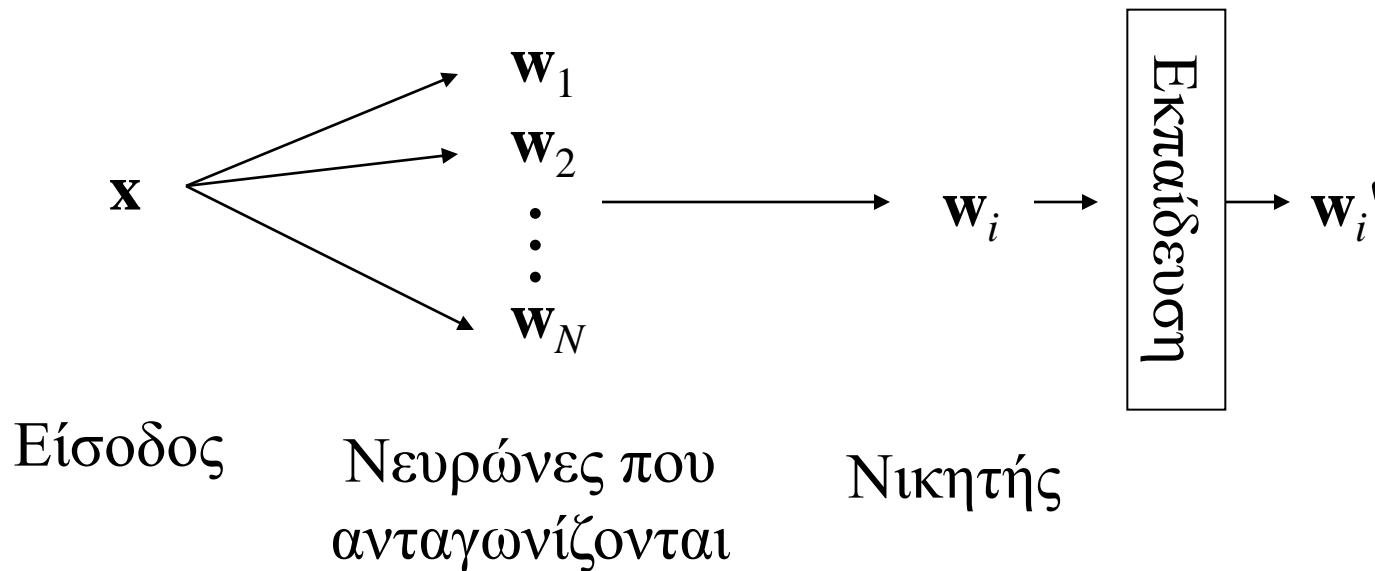 w1
w2
x
wi
Εκπαίδευση
wi'
wN
Είσοδος
Νευρώνες που
ανταγωνίζονται
Νικητής